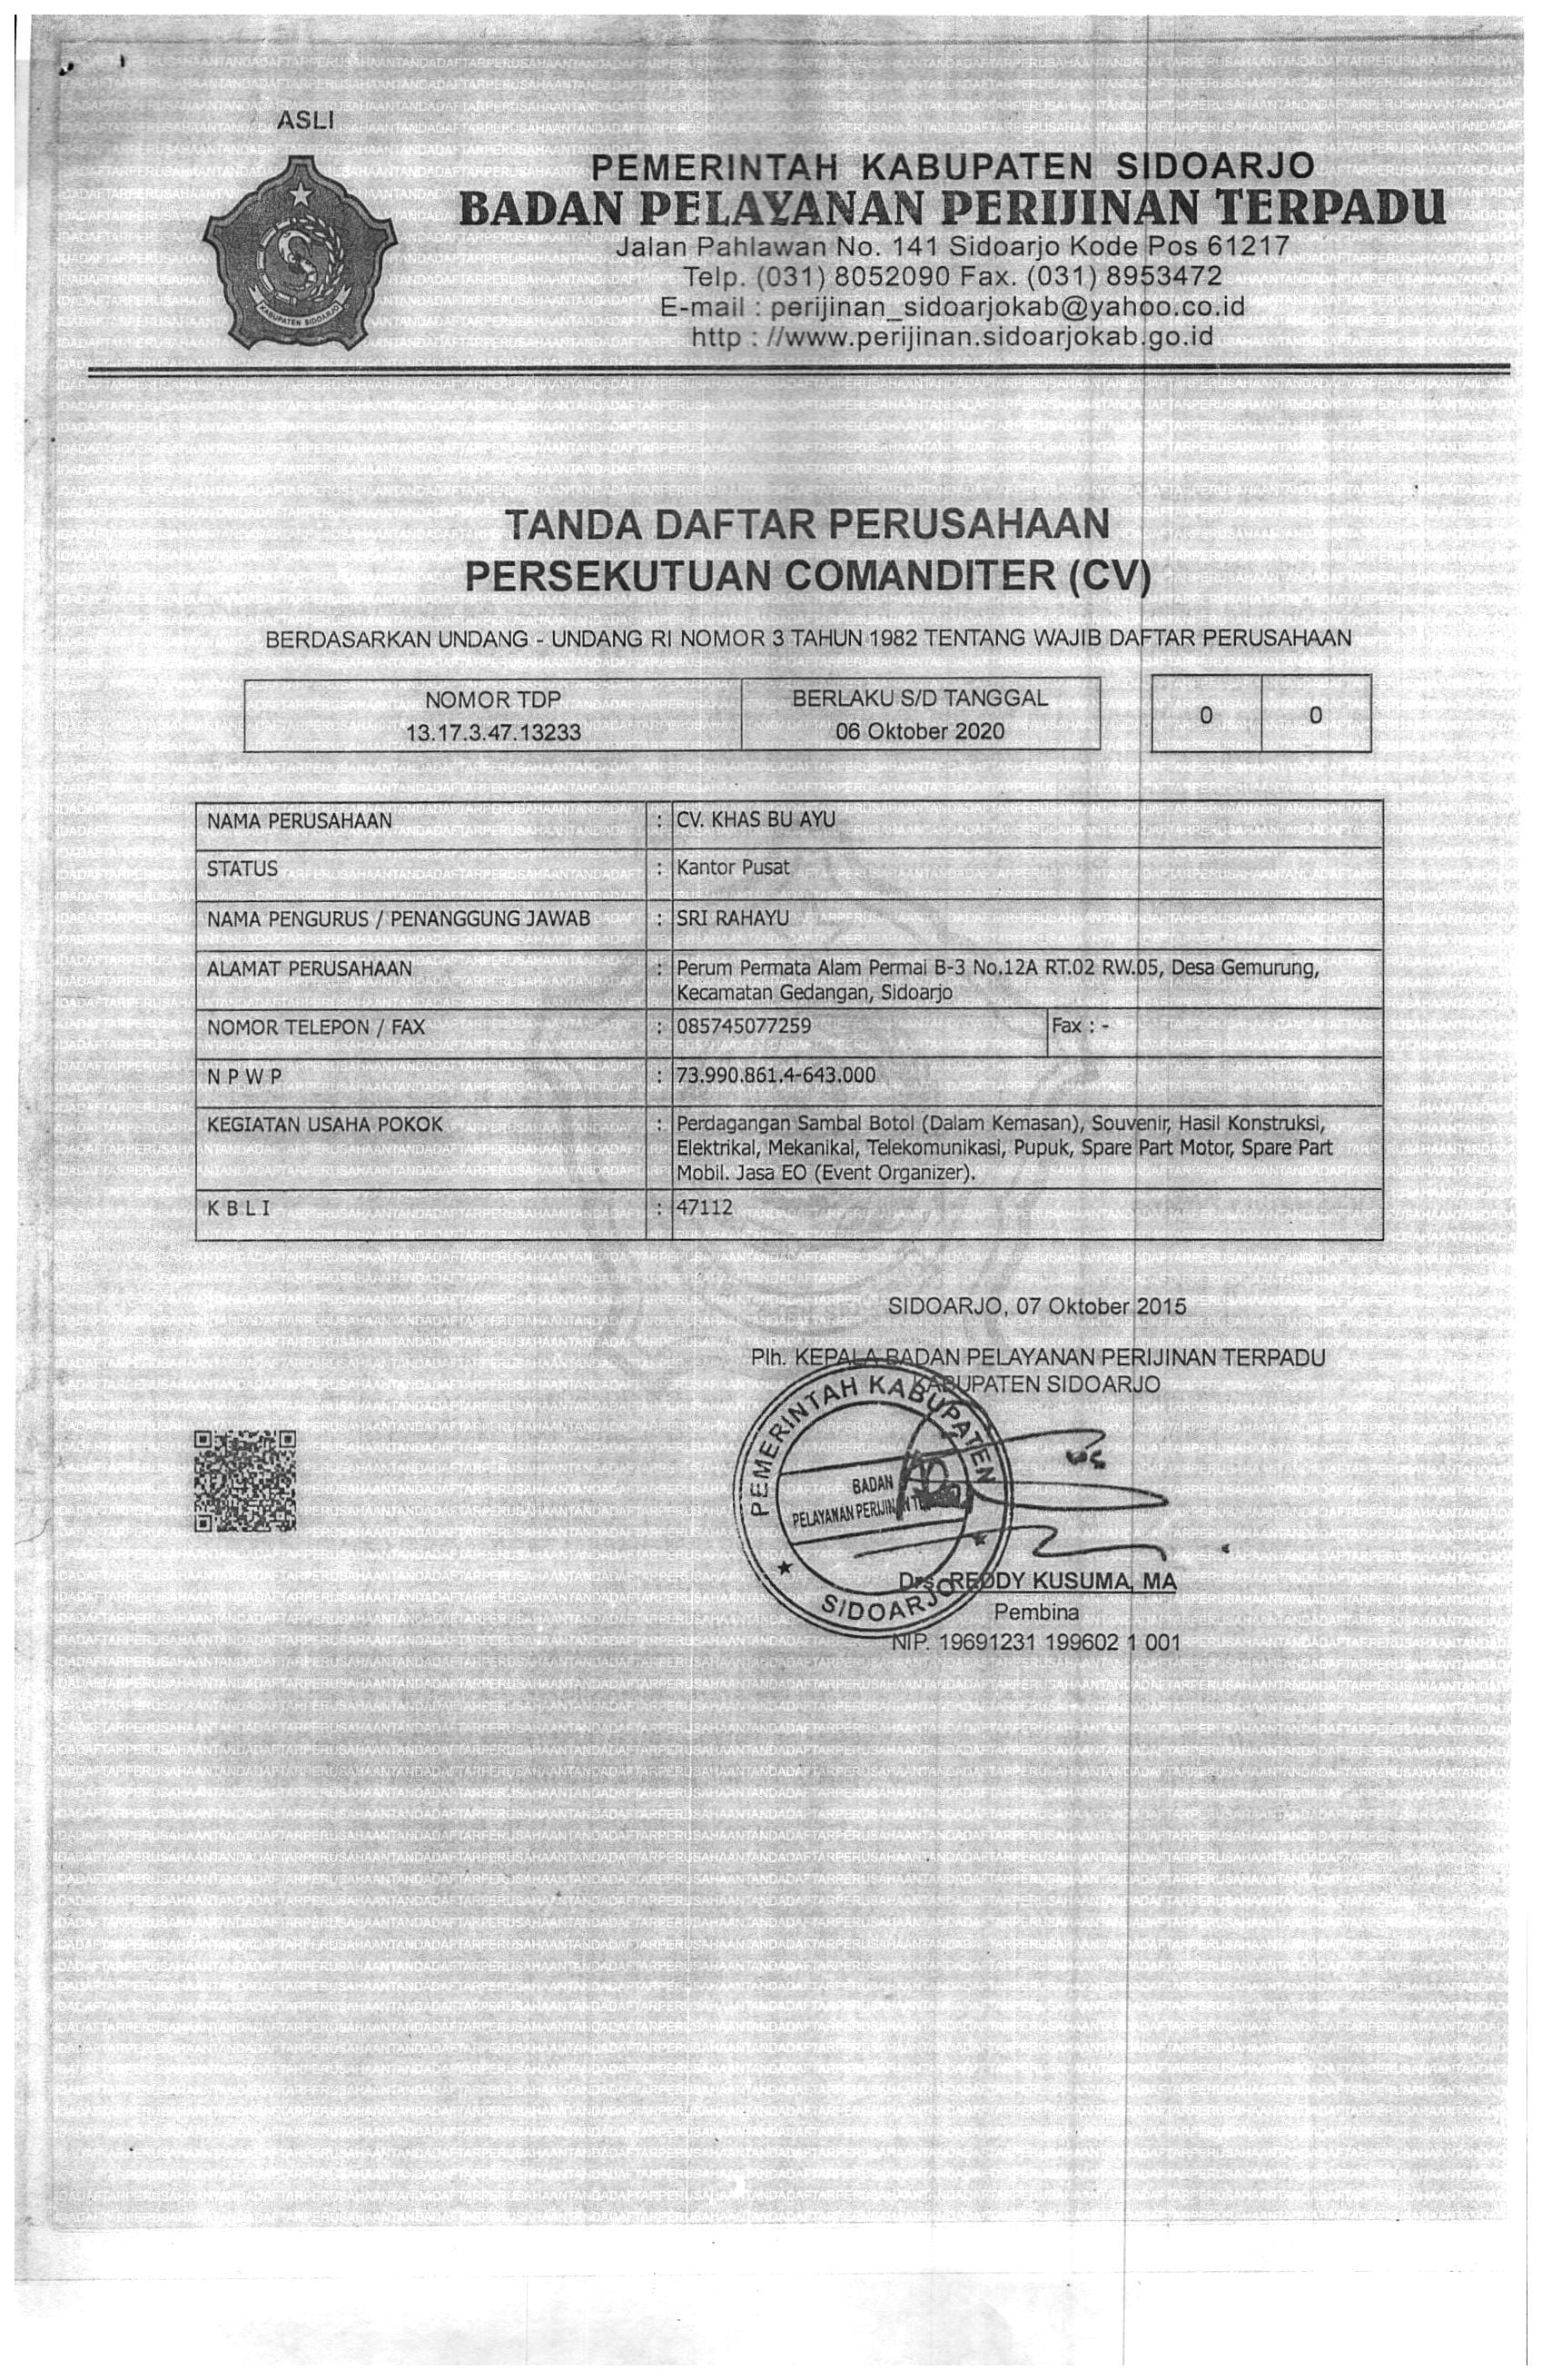 ASLI
PEMERINTAH KABUPATEN SIDOARJO
BADAN PELAYANAN PERIJINAN TERPADU
Jalan Pahlawan No. 141 Sidoarjo Kode Pos 61217
Telp. (031) 8052090 Fax. (031) 8953472
E-mail : perijinan_sidoarjokab@yahoo.co.id
http : //www.perijinan.sidoarjokab.go.id
KABUPATEN SIDOARJO
TANDA DAFTAR PERUSAHAAN
PERSEKUTUAN COMANDITER (CV)
BERDASARKAN UNDANG - UNDANG RI NOMOR 3 TAHUN 1982 TENTANG WAJIB DAFTAR PERUSAHAAN
NOMOR TDP BERLAKU S/D TANGGAL
13.17.3.47.13233 06 Oktober 2020 0 0
NAMA PERUSAHAAN : CV. KHAS BU AYU
STATUS : Kantor Pusat
NAMA PENGURUS / PENANGGUNG JAWAB : SRI RAHAYU
ALAMAT PERUSAHAAN : Perum Permata Alam Permai B-3 No.12A RT.02 RW.05, Desa Gemurung,
Kecamatan Gedangan, Sidoarjo
NOMOR TELEPON / FAX : 085745077259 Fax : -
N P W P : 73.990.861.4-643.000
KEGIATAN USAHA POKOK : Perdagangan Sambal Botol (Dalam Kemasan), Souvenir, Hasil Konstruksi,
Elektrikal, Mekanikal, Telekomunikasi, Pupuk, Spare Part Motor, Spare Part
Mobil. Jasa EO (Event Organizer).
K B L I : 47112
SIDOARJO, 07 Oktober 2015
Plh. KEPALA BADAN PELAYANAN PERIJINAN TERPADU
KABUPATEN SIDOARJO
PEMERINTAH KABUPATEN
BADAN
PELAYANAN PERIJINAN
SIDOARJO
Drs. REDDY KUSUMA, MA
Pembina
NIP. 19691231 199602 1 001